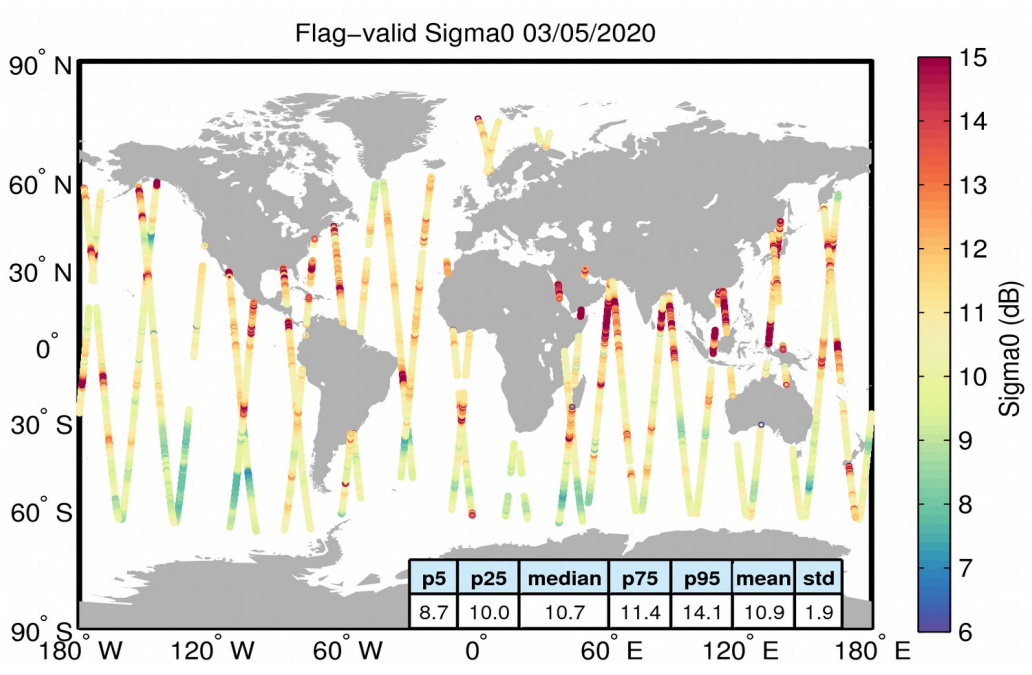 Flag−valid Sigma0 03/05/2020
90° N
60° N
30° N
0°
30° S
60° S
90° S
180° W
120° W
60° W
0°
60° E
120° E
180° E
15
14
13
12
11
10
9
8
7
6
Sigma0 (dB)
p5 p25 median p75 p95 mean std
8.7 10.0 10.7 11.4 14.1 10.9 1.9